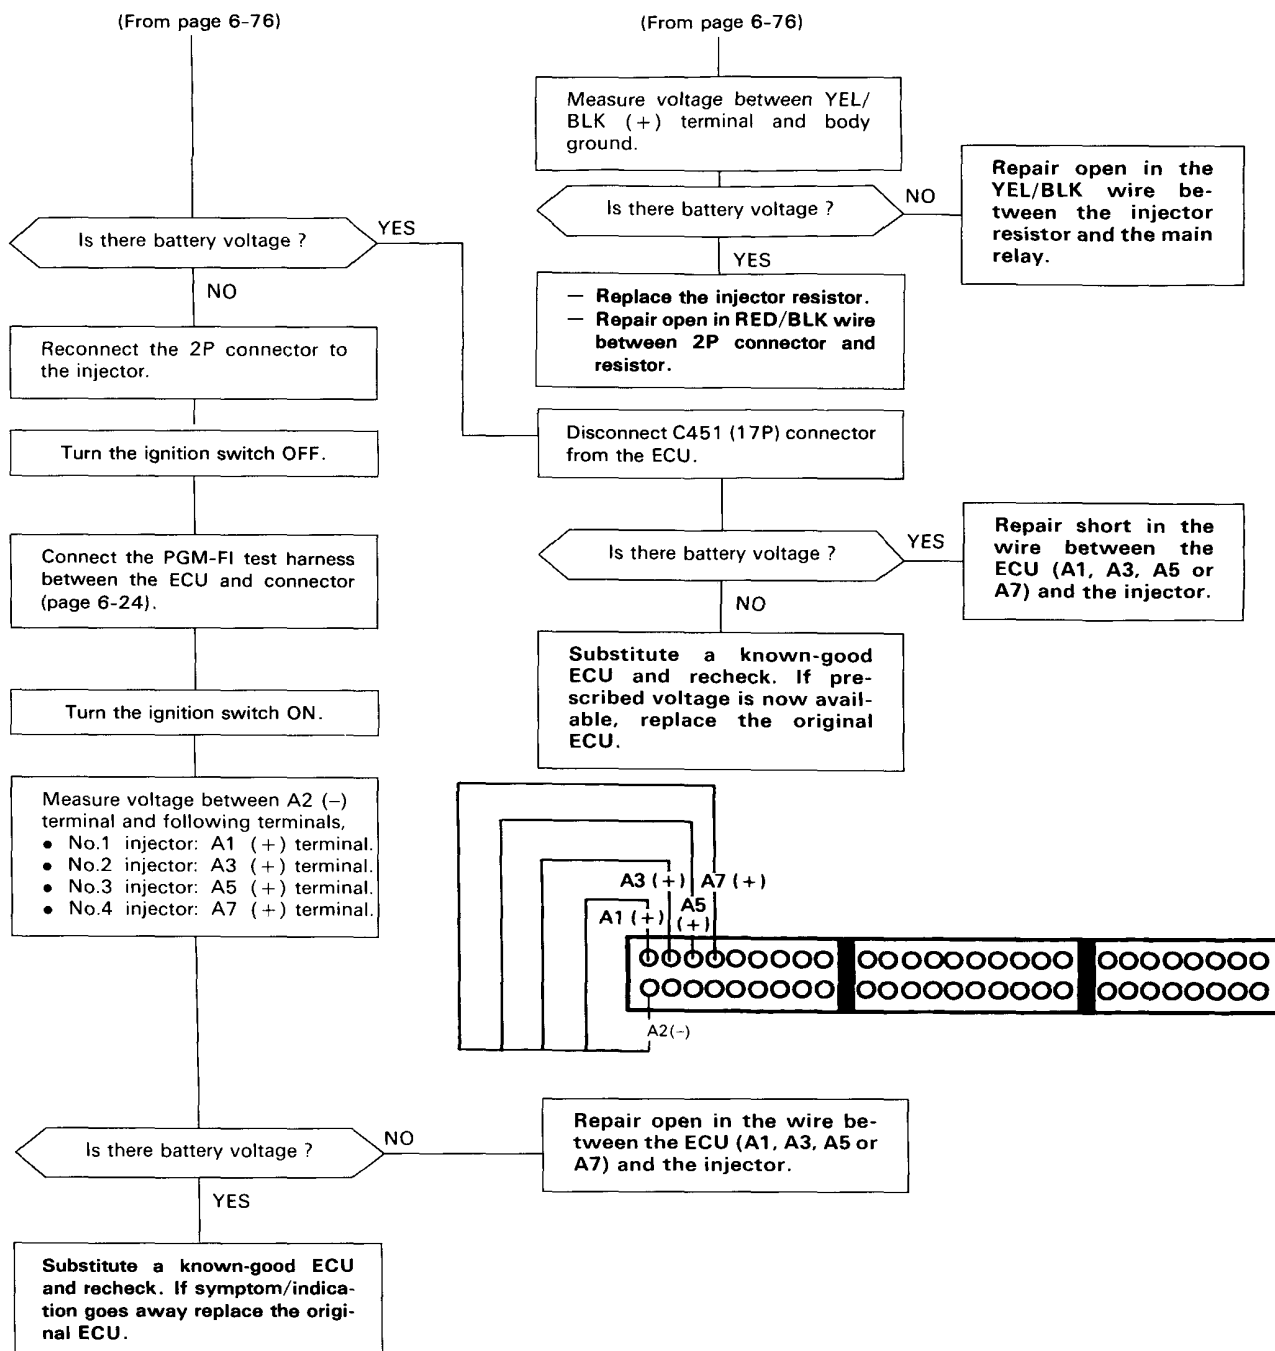 (From page 6-76)
Is there battery voltage ?
YES
NO
Reconnect the 2P connector to
the injector.
Turn the ignition switch OFF.
Connect the PGM-FI test harness
between the ECU and connector
(page 6-24).
Turn the ignition switch ON.
Measure voltage between A2 (−)
terminal and following terminals,
● No.1 injector: A1 (+) terminal.
● No.2 injector: A3 (+) terminal.
● No.3 injector: A5 (+) terminal.
● No.4 injector: A7 (+) terminal.
Is there battery voltage ?
NO
YES
Repair open in the wire be-
tween the ECU (A1, A3, A5 or
A7) and the injector.
Substitute a known-good ECU
and recheck. If symptom/indica-
tion goes away replace the origi-
nal ECU.
(From page 6-76)
Measure voltage between YEL/
BLK (+) terminal and body
ground.
Is there battery voltage ?
NO
YES
Repair open in the
YEL/BLK wire be-
tween the injector
resistor and the main
relay.
— Replace the injector resistor.
— Repair open in RED/BLK wire
between 2P connector and
resistor.
Disconnect C451 (17P) connector
from the ECU.
Is there battery voltage ?
YES
NO
Repair short in the
wire between the
ECU (A1, A3, A5 or
A7) and the injector.
Substitute a known-good
ECU and recheck. If pre-
scribed voltage is now avail-
able, replace the original
ECU.
A3 (+) A7 (+)
A1 (+) A5
(+)
A2(−)